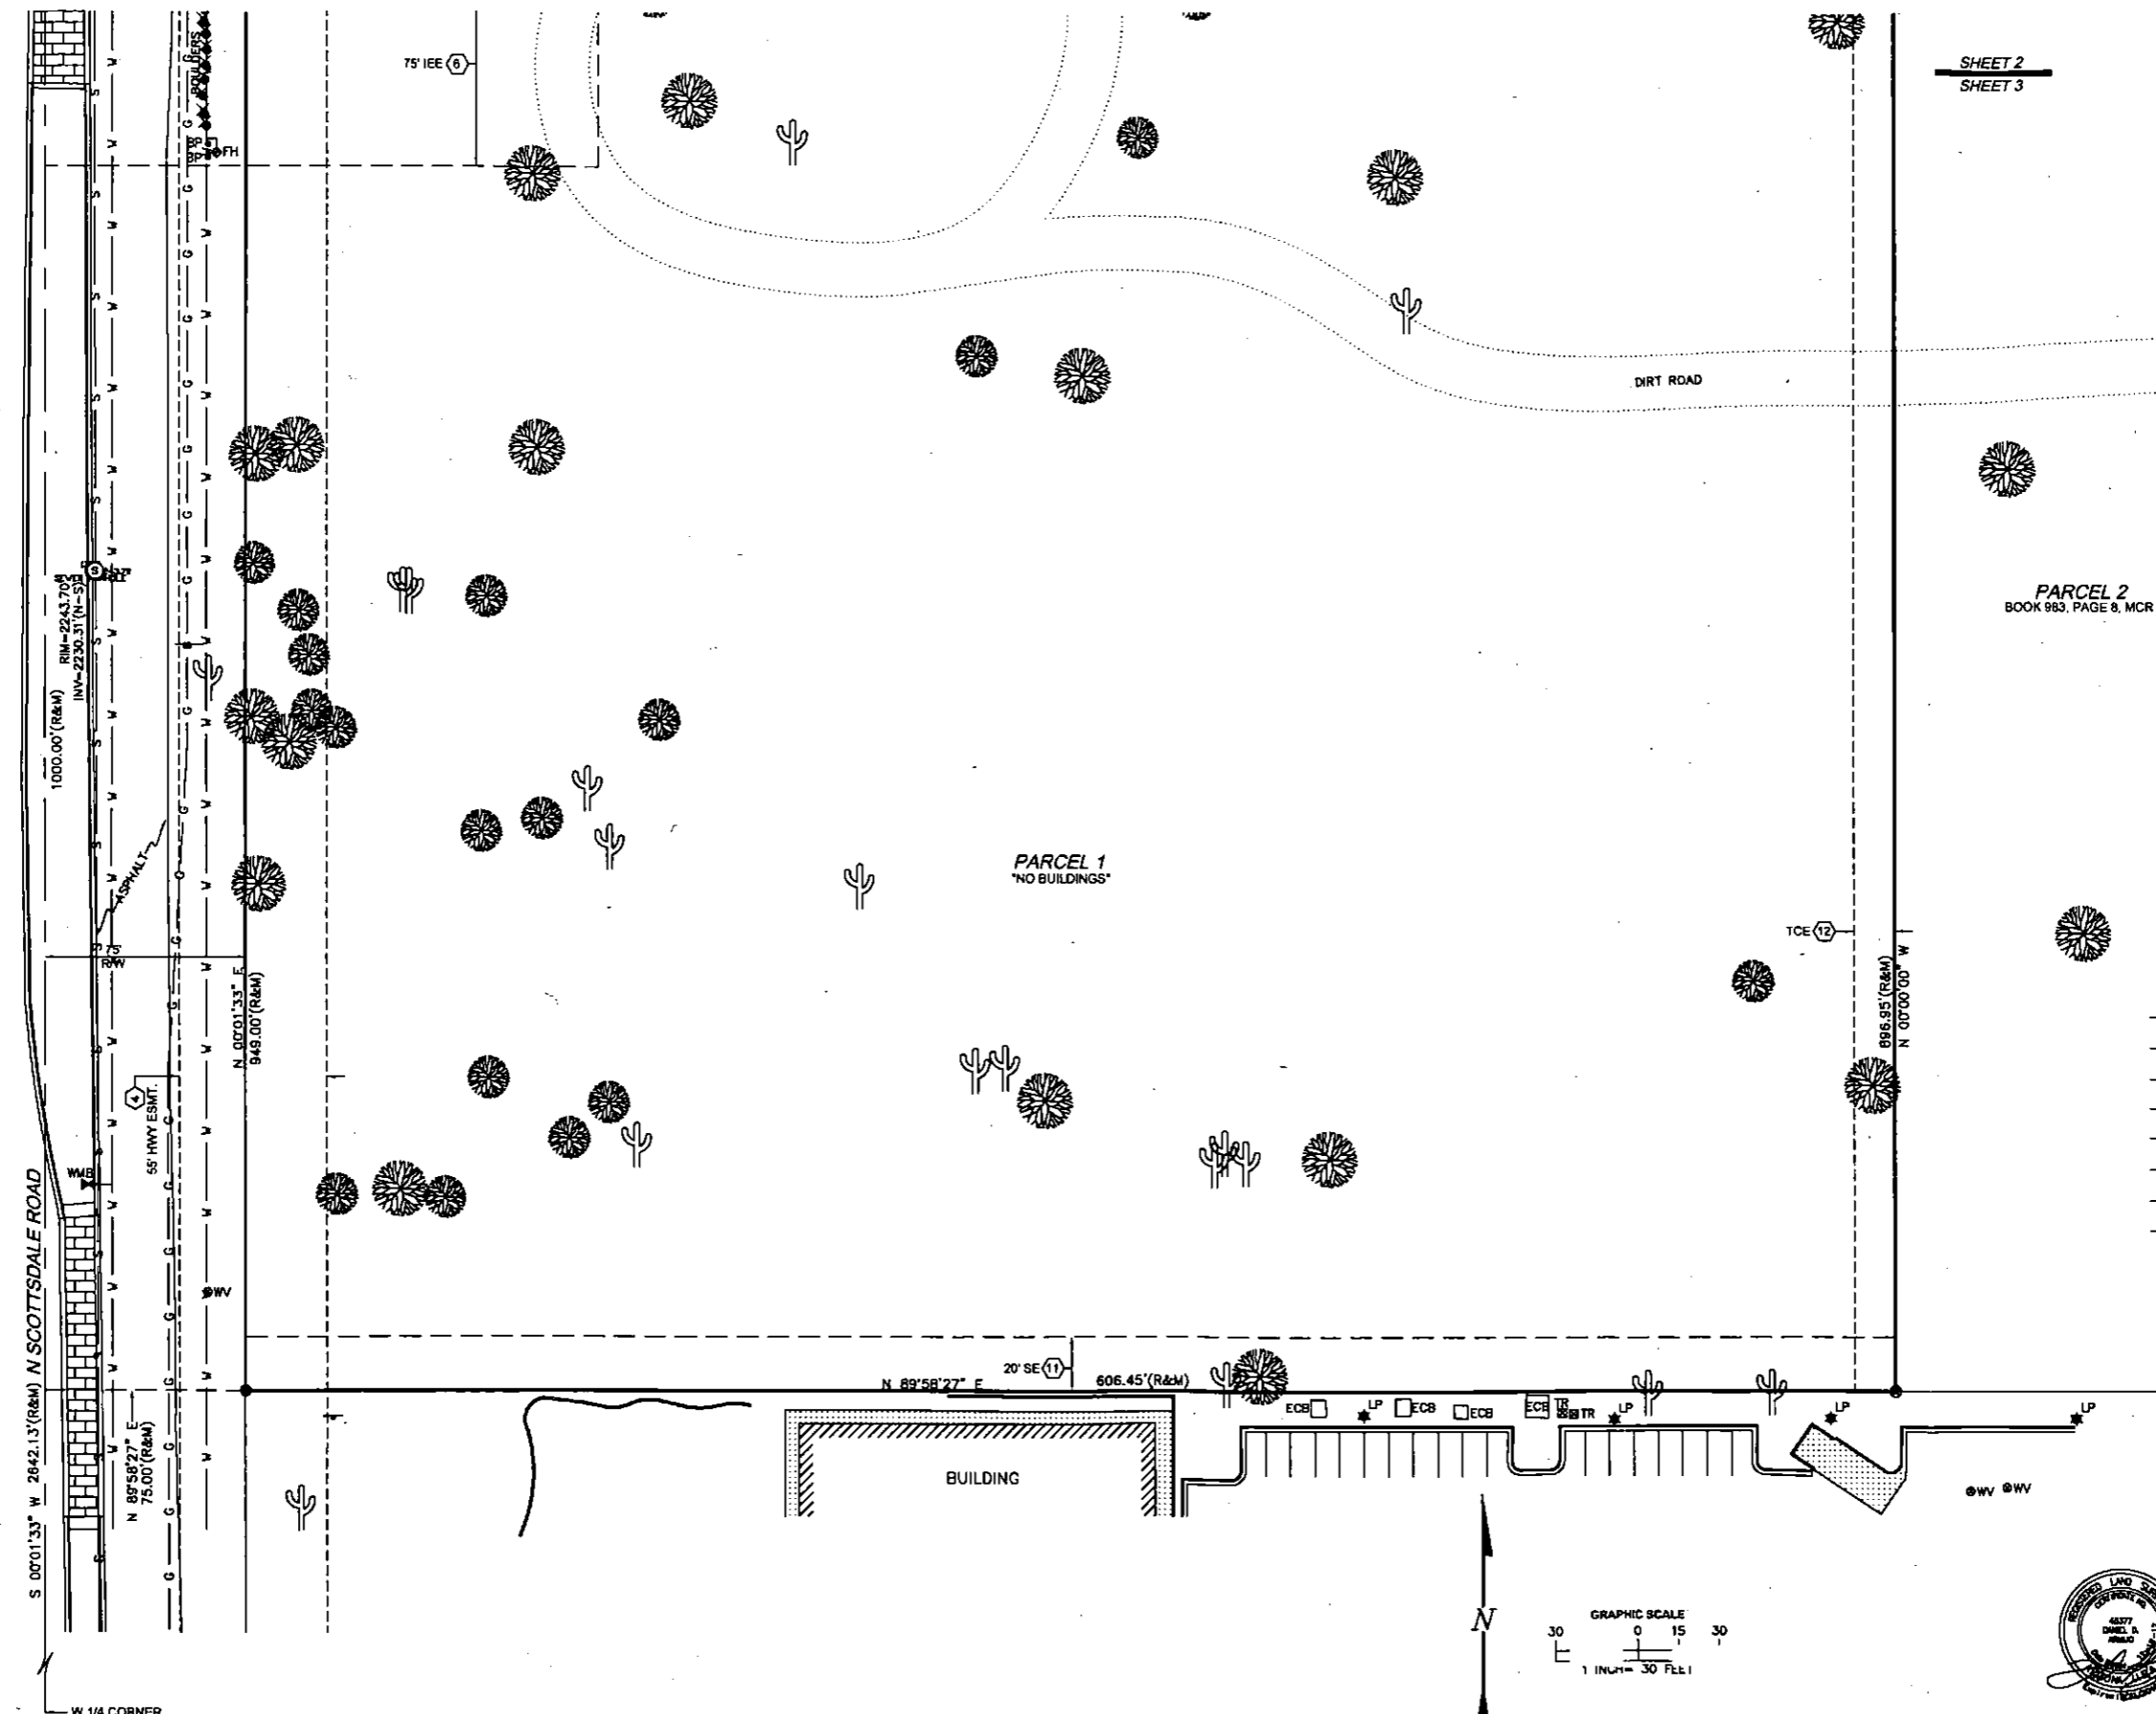 SHEET 2
SHEET 3
75' IEE 6
BOULDERS
BP
BP
FH
DIRT ROAD
RIM=2243.70'
INV=2230.31'(N-S)
1000.00'(R&M)
PARCEL 2
BOOK 983, PAGE 8, MCR
ASPHALT
PARCEL 1
"NO BUILDINGS"
TCE 12
75'
R/W
N 00°01'33" E
949.00'(R&M)
896.95'(R&M)
N 00°00'00" W
4
55' HWY ESMT.
WMB
WV
20' SE 11
N 89°58'27" E
606.45'(R&M)
S 00°01'33" W 2642.13'(R&M) N SCOTTSDALE ROAD
N 89°58'27" E
75.00'(R&M)
ECB
LP
ECB
ECB
ECB
TR
TR
LP
LP
LP
BUILDING
WV
WV
N
GRAPHIC SCALE
30 0 15 30
1 INCH = 30 FEET
REGISTERED LAND
DANIEL D.
W 1/4 CORNER